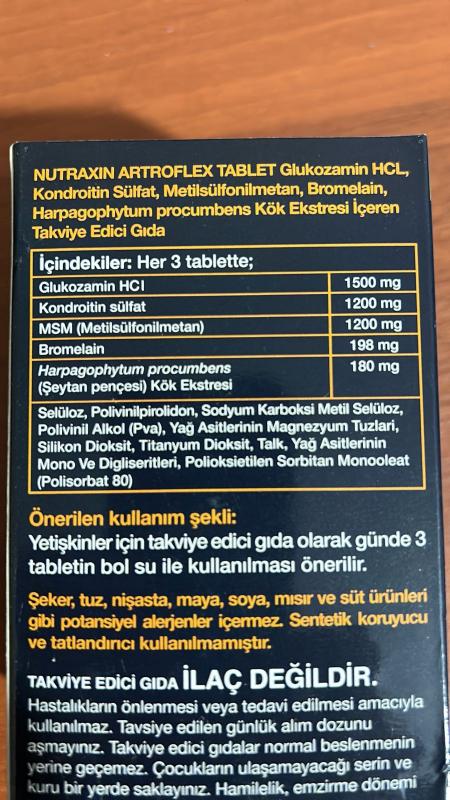 NUTRAXIN ARTROFLEX TABLET Glukozamin HCL,
Kondroitin Sülfat, Metilsülfonilmetan, Bromelain,
Harpagophytum procumbens Kök Ekstresi İçeren
Takviye Edici Gıda
İçindekiler: Her 3 tablette;
Glukozamin HCl 1500 mg
Kondroitin sülfat 1200 mg
MSM (Metilsülfonilmetan) 1200 mg
Bromelain 198 mg
Harpagophytum procumbens 180 mg
(Şeytan pençesi) Kök Ekstresi
Selüloz, Polivinilpirolidon, Sodyum Karboksi Metil Selüloz,
Polivinil Alkol (Pva), Yağ Asitlerinin Magnezyum Tuzları,
Silikon Dioksit, Titanyum Dioksit, Talk, Yağ Asitlerinin
Mono Ve Digliseritleri, Polioksietilen Sorbitan Monooleat
(Polisorbat 80)
Önerilen kullanım şekli:
Yetişkinler için takviye edici gıda olarak günde 3
tabletin bol su ile kullanılması önerilir.
Şeker, tuz, nişasta, maya, soya, mısır ve süt ürünleri
gibi potansiyel alerjenler içermez. Sentetik koruyucu
ve tatlandırıcı kullanılmamıştır.
TAKVİYE EDİCİ GIDA İLAÇ DEĞİLDİR.
Hastalıkların önlenmesi veya tedavi edilmesi amacıyla
kullanılmaz. Tavsiye edilen günlük alım dozunu
aşmayınız. Takviye edici gıdalar normal beslenmenin
yerine geçemez. Çocukların ulaşamayacağı serin ve
kuru bir yerde saklayınız. Hamilelik, emzirme dönemi